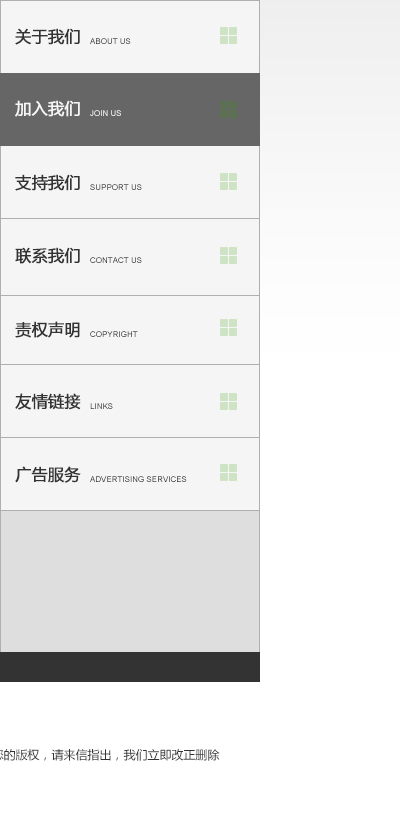 关于我们 ABOUT US
加入我们 JOIN US
支持我们 SUPPORT US
联系我们 CONTACT US
责权声明 COPYRIGHT
友情链接 LINKS
广告服务 ADVERTISING SERVICES
的版权，请来信指出，我们立即改正删除